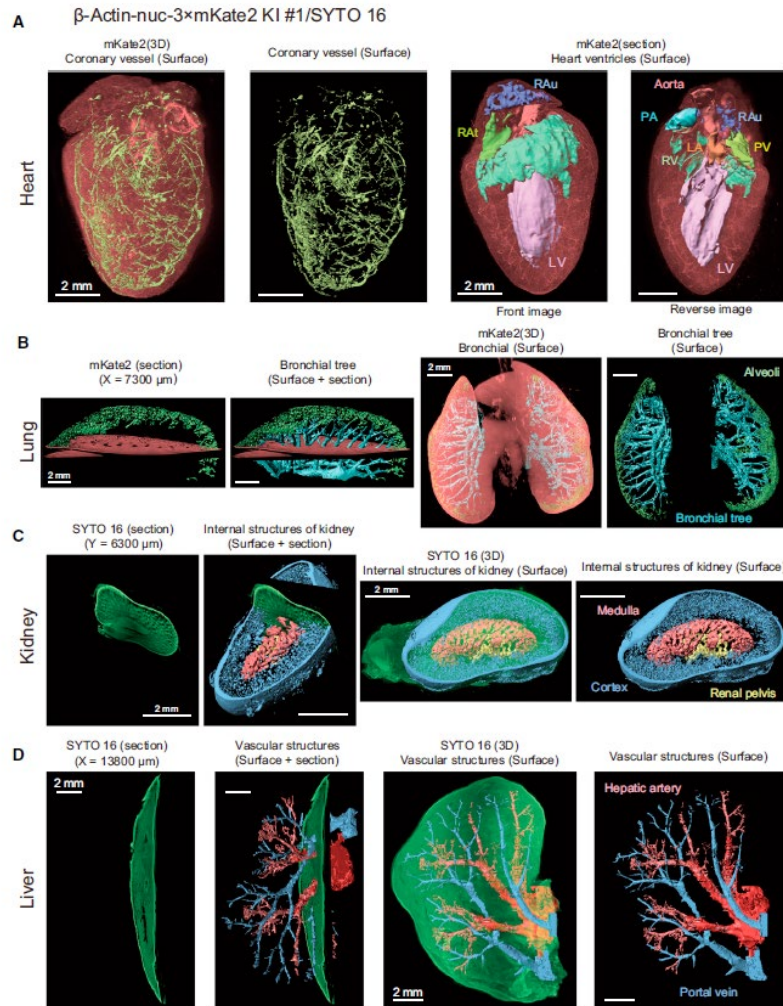 β-Actin-nuc-3×mKate2 KI #1/SYTO 16
A
mKate2(3D)
Coronary vessel (Surface)
Coronary vessel (Surface)
mKate2(section)
Heart ventricles (Surface)
Heart
2 mm
RAu
RAt
LV
2 mm
Front image
Aorta
PA
RAu
LA
PV
RV
LV
Reverse image
B
mKate2 (section)
(X = 7300 µm)
Bronchial tree
(Surface + section)
mKate2(3D)
Bronchial (Surface)
Bronchial tree
(Surface)
Lung
2 mm
2 mm
Alveoli
Bronchial tree
C
SYTO 16 (section)
(Y = 6300 µm)
Internal structures of kidney
(Surface + section)
SYTO 16 (3D)
Internal structures of kidney (Surface)
Internal structures of kidney (Surface)
Kidney
2 mm
2 mm
Medulla
Cortex
Renal pelvis
D
SYTO 16 (section)
(X = 13800 µm)
Vascular structures
(Surface + section)
SYTO 16 (3D)
Vascular structures (Surface)
Vascular structures (Surface)
Liver
2 mm
2 mm
Hepatic artery
Portal vein